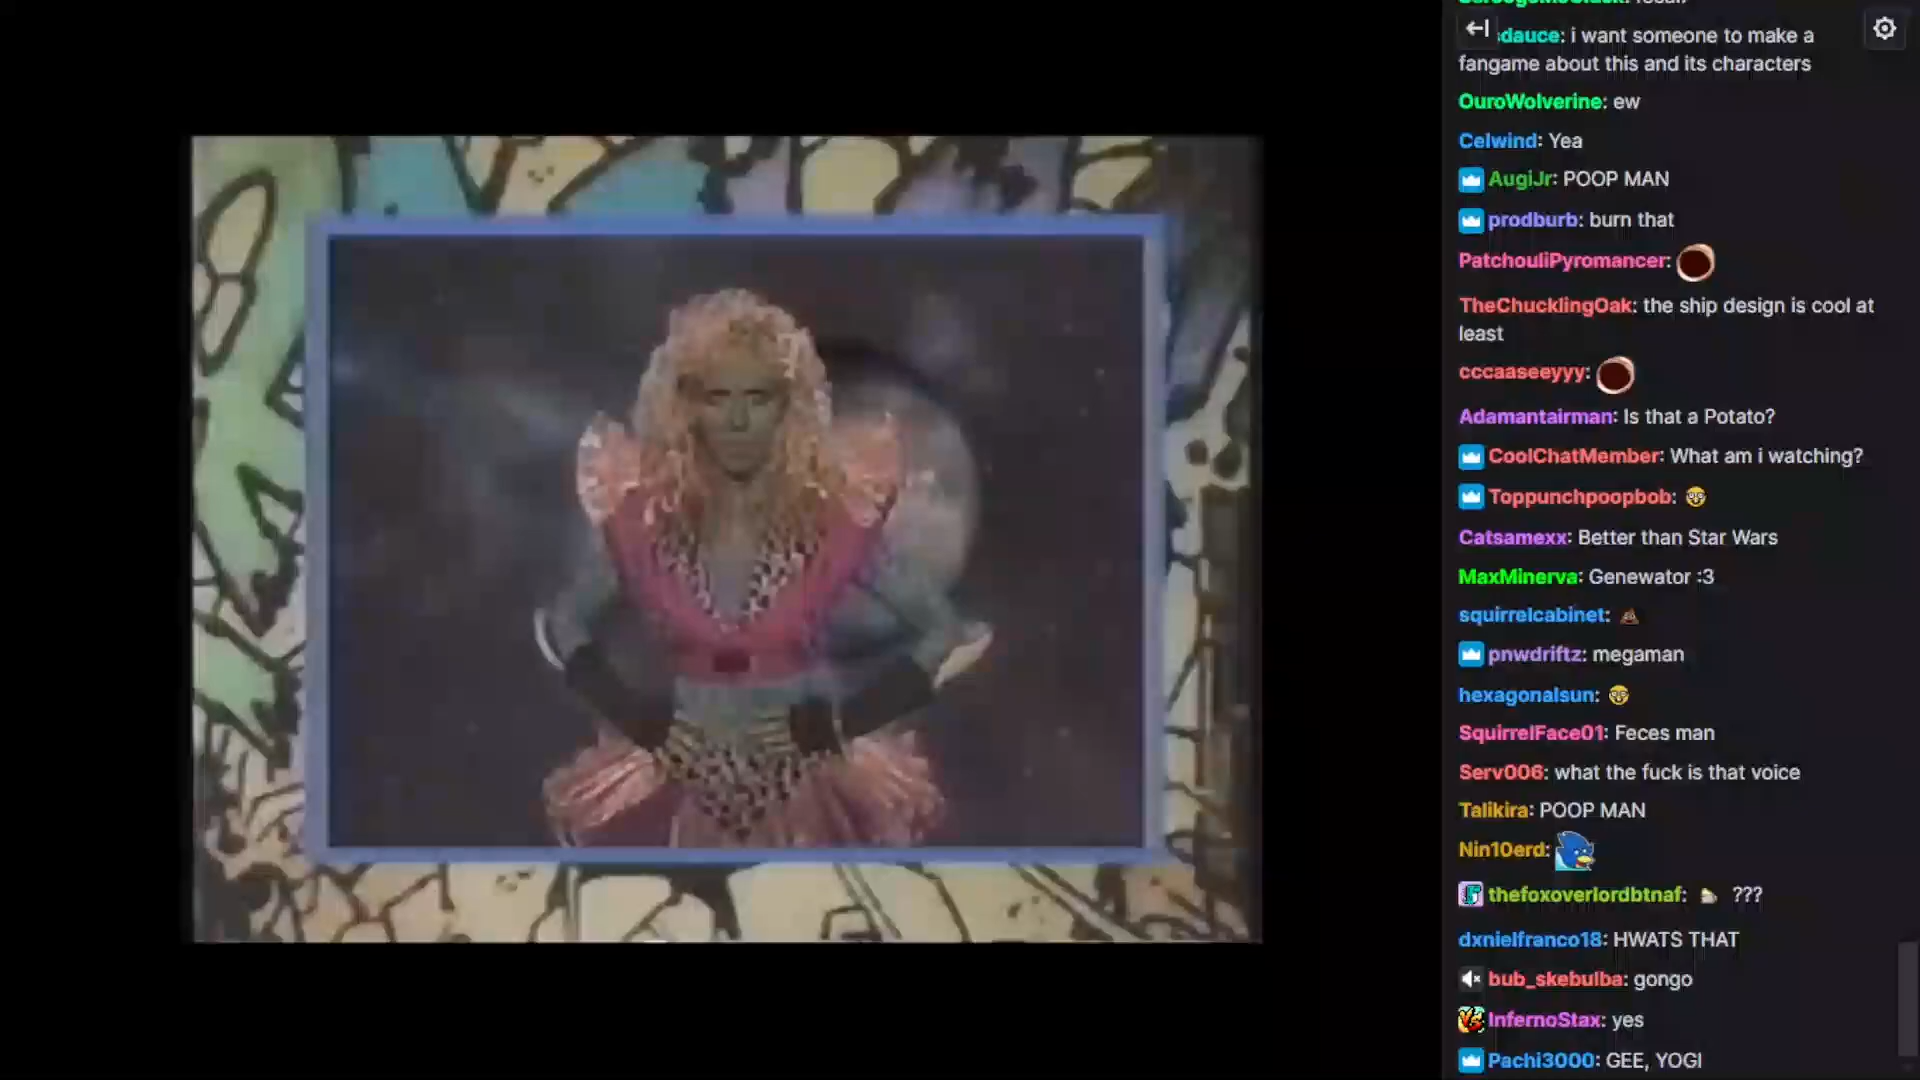 dauce: i want someone to make a
fangame about this and its characters
OuroWolverine: ew
Celwind: Yea
AugiJr: POOP MAN
prodburb: burn that
PatchouliPyromancer:
TheChucklingOak: the ship design is cool at
least
cccaaseeyyy:
Adamantairman: Is that a Potato?
CoolChatMember: What am i watching?
Toppunchpoopbob:
Catsamexx: Better than Star Wars
MaxMinerva: Genewator :3
squirrelcabinet:
pnwdriftz: megaman
hexagonalsun:
SquirrelFace01: Feces man
Serv006: what the fuck is that voice
Talikira: POOP MAN
Nin10erd:
thefoxoverlordbtnaf: ???
dxnielfranco18: HWATS THAT
bub_skebulba: gongo
InfernoStax: yes
Pachi3000: GEE, YOGI